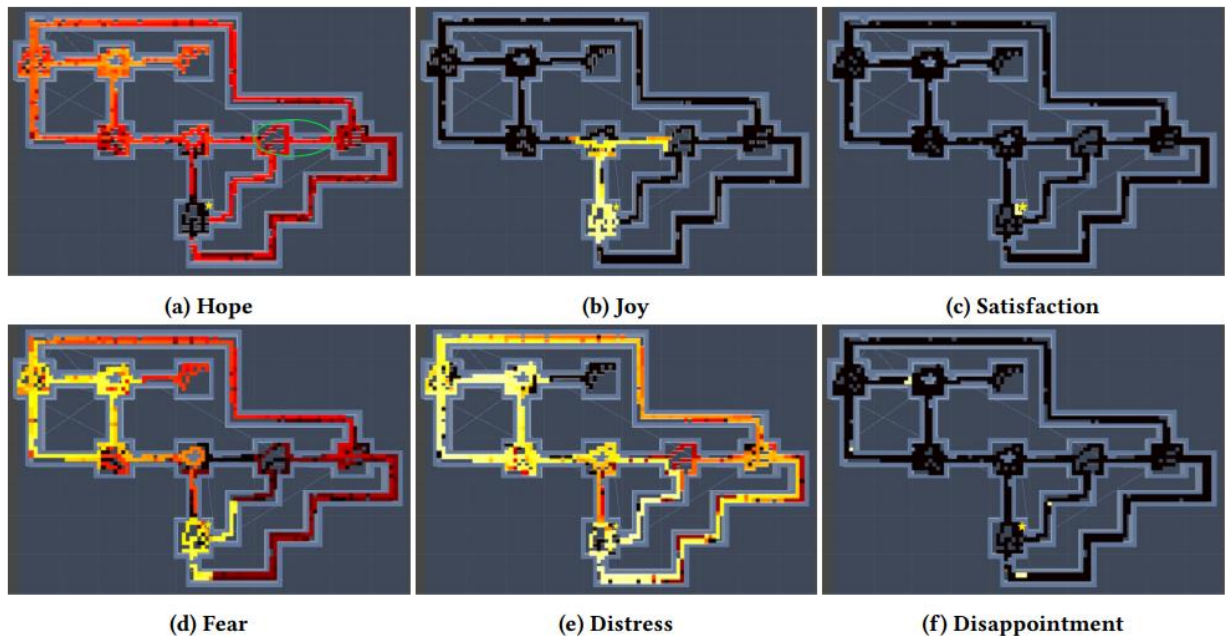 (a) Hope
(b) Joy
(c) Satisfaction
(d) Fear
(e) Distress
(f) Disappointment